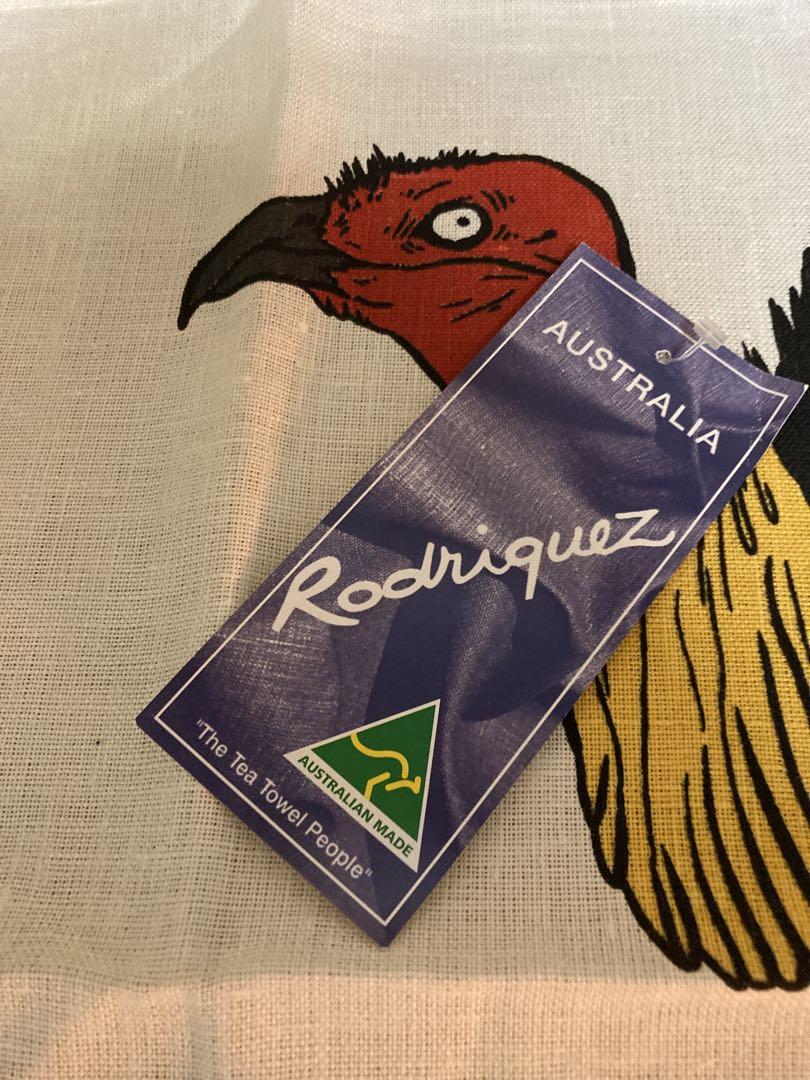 AUSTRALIA
Rodriquez
AUSTRALIAN MADE
"The Tea Towel People"